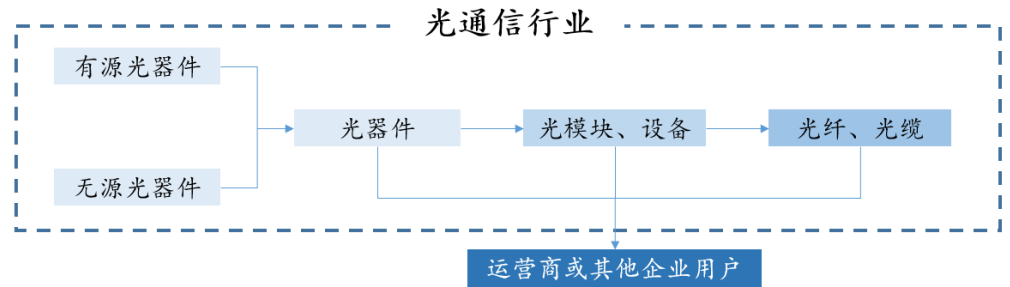 光通信行业
有源光器件
光器件
光模块、设备
光纤、光缆
无源光器件
运营商或其他企业用户